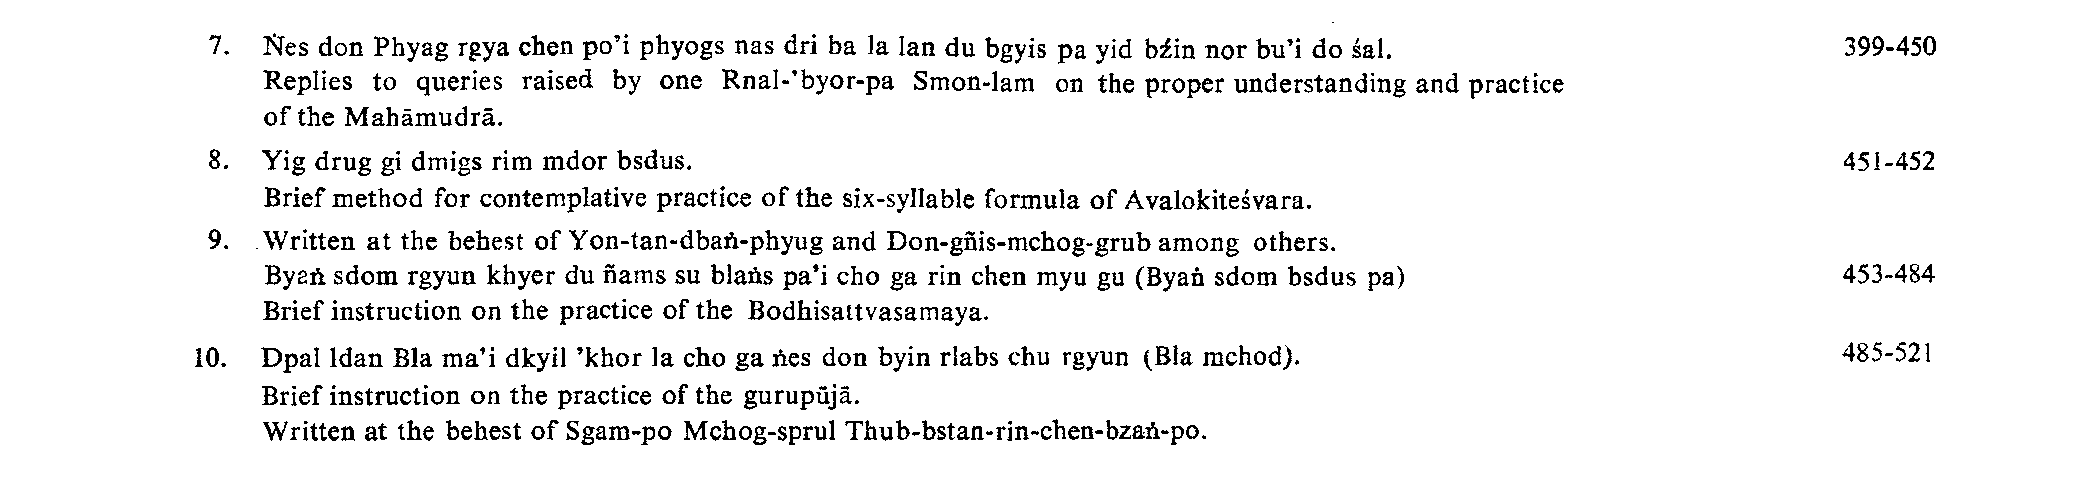 7. Ṅes don Phyag rgya chen po'i phyogs nas dri ba la lan du bgyis pa yid bźin nor bu'i do śal. 399-450
Replies to queries raised by one Rnal-'byor-pa Smon-lam on the proper understanding and practice
of the Mahāmudrā.
8. Yig drug gi dmigs rim mdor bsdus. 451-452
Brief method for contemplative practice of the six-syllable formula of Avalokiteśvara.
9. Written at the behest of Yon-tan-dbaṅ-phyug and Don-gñis-mchog-grub among others.
Byaṅ sdom rgyun khyer du ñams su blaṅs pa'i cho ga rin chen myu gu (Byaṅ sdom bsdus pa) 453-484
Brief instruction on the practice of the Bodhisattvasamaya.
10. Dpal ldan Bla ma'i dkyil 'khor la cho ga ṅes don byin rlabs chu rgyun (Bla mchod). 485-521
Brief instruction on the practice of the gurupūjā.
Written at the behest of Sgam-po Mchog-sprul Thub-bstan-rin-chen-bzaṅ-po.